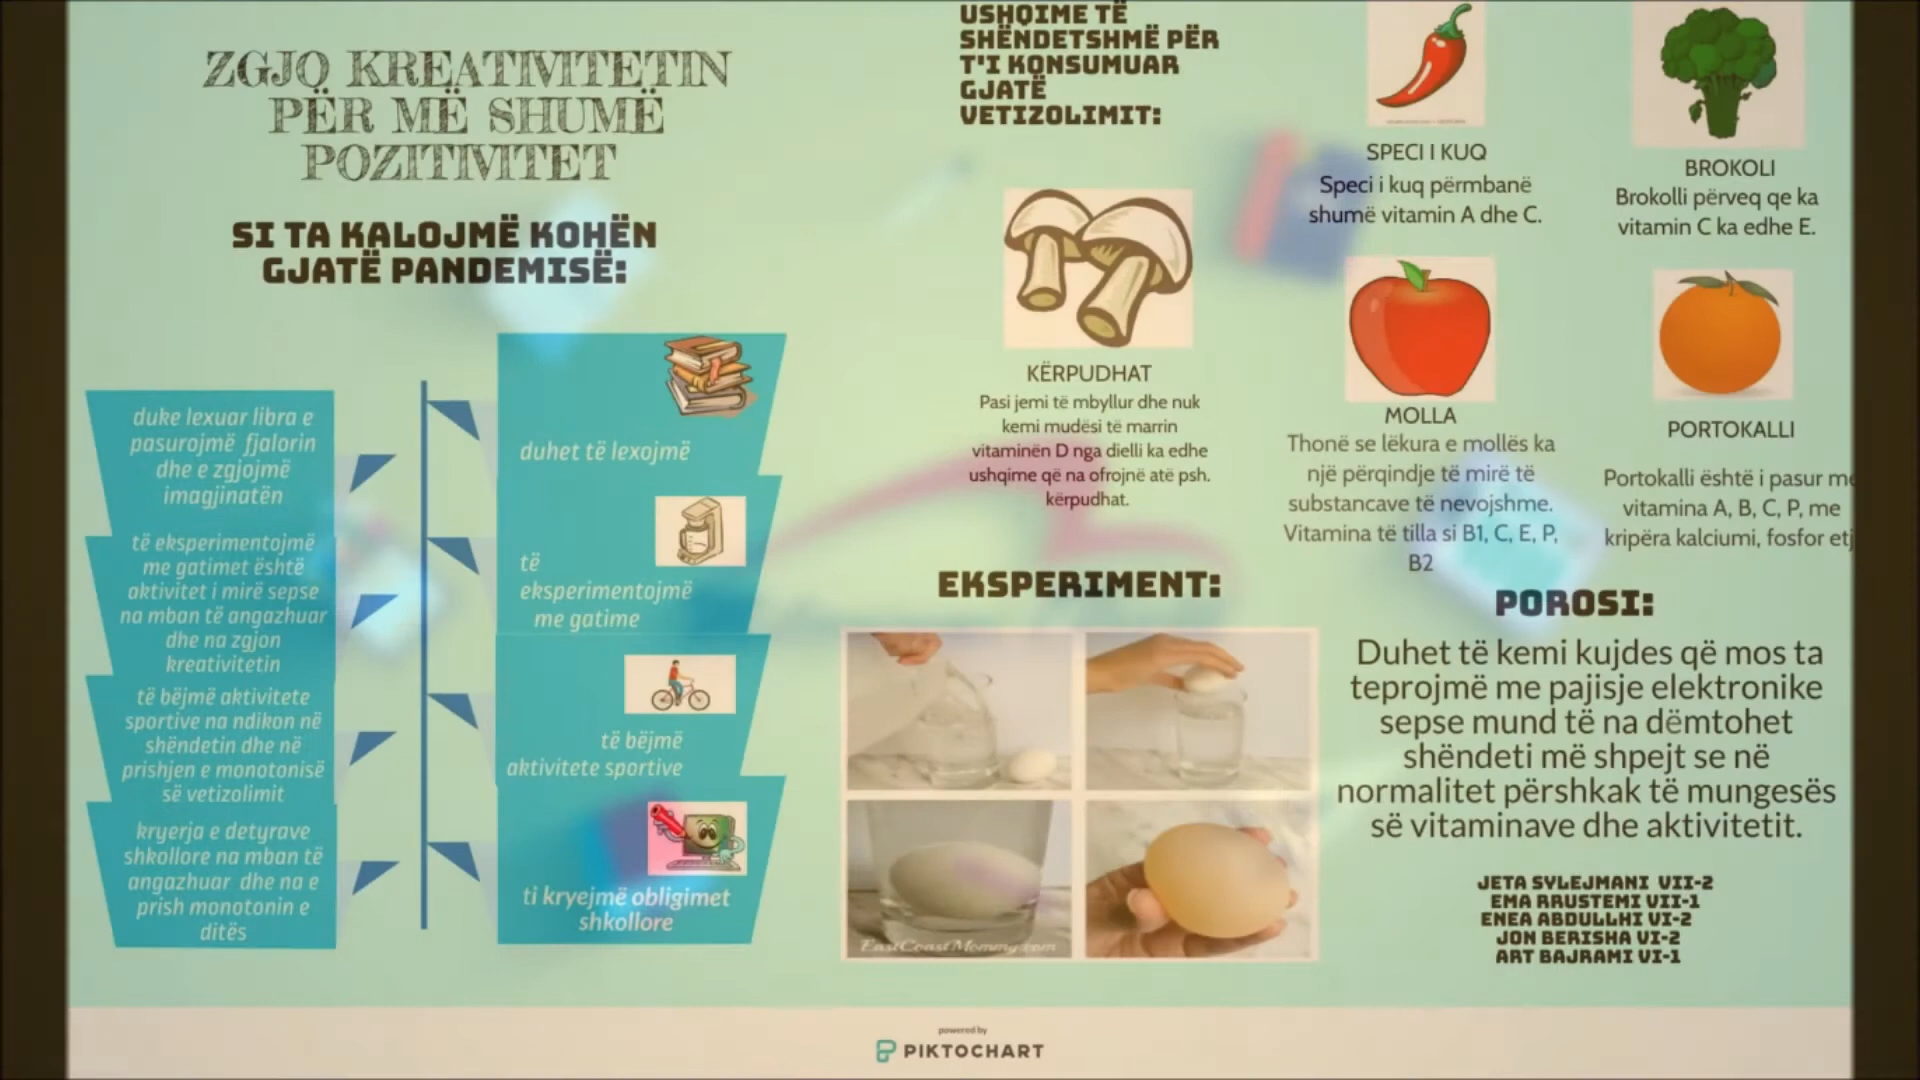 ZGJO KREATIVITETIN
PËR MË SHUMË
POZITIVITET
SI TA KALOJMË KOHËN
GJATË PANDEMISË:
duke lexuar libra e
pasurojmë fjalorin
dhe e zgjojmë
imagjinatën
të eksperimentojmë
me gatimet është
aktivitet i mirë sepse
na mban të angazhuar
dhe na zgjon
kreativitetin
të bëjmë aktivitete
sportive na ndikon në
shëndetin dhe në
prishjen e monotonisë
së vetizolimit
kryerja e detyrave
shkollore na mban të
angazhuar dhe na e
prish monotonin e
ditës
duhet të lexojmë
të
eksperimentojmë
me gatime
të bëjmë
aktivitete sportive
ti kryejmë obligimet
shkollore
USHQIME TË
SHËNDETSHME PËR
T'I KONSUMUAR
GJATË
VETIZOLIMIT:
KËRPUDHAT
Pasi jemi të mbyllur dhe nuk
kemi mudësi të marrin
vitaminën D nga dielli ka edhe
ushqime që na ofrojnë atë psh.
kërpudhat.
SPECI I KUQ
Speci i kuq përmbanë
shumë vitamin A dhe C.
BROKOLI
Brokolli përveq qe ka
vitamin C ka edhe E.
MOLLA
Thonë se lëkura e mollës ka
një përqindje të mirë të
substancave të nevojshme.
Vitamina të tilla si B1, C, E, P,
B2
PORTOKALLI
Portokalli është i pasur me
vitamina A, B, C, P, me
kripëra kalciumi, fosfor etj
EKSPERIMENT:
EastCoastMommy.com
POROSI:
Duhet të kemi kujdes që mos ta
teprojmë me pajisje elektronike
sepse mund të na dëmtohet
shëndeti më shpejt se në
normalitet përshkak të mungesës
së vitaminave dhe aktivitetit.
JETA SYLEJMANI VII-2
EMA RRUSTEMI VII-1
ENEA ABDULLHI VI-2
JON BERISHA VI-2
ART BAJRAMI VI-1
powered by
PIKTOCHART